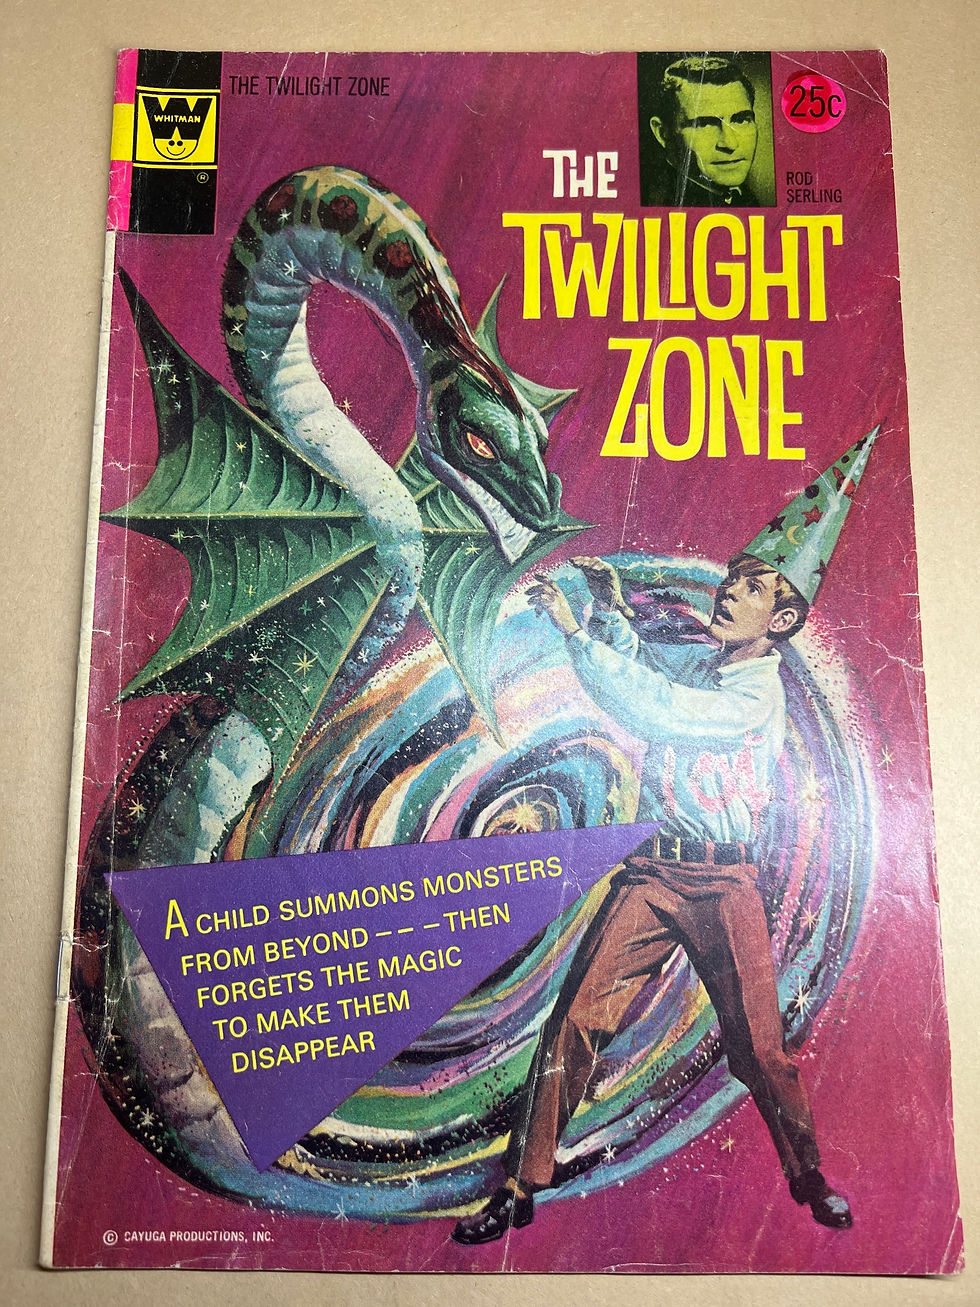 WHITMAN
®
THE TWILIGHT ZONE
25¢
ROD
SERLING
THE
TWILIGHT
ZONE
A CHILD SUMMONS MONSTERS
FROM BEYOND – – – THEN
FORGETS THE MAGIC
TO MAKE THEM
DISAPPEAR
© CAYUGA PRODUCTIONS, INC.